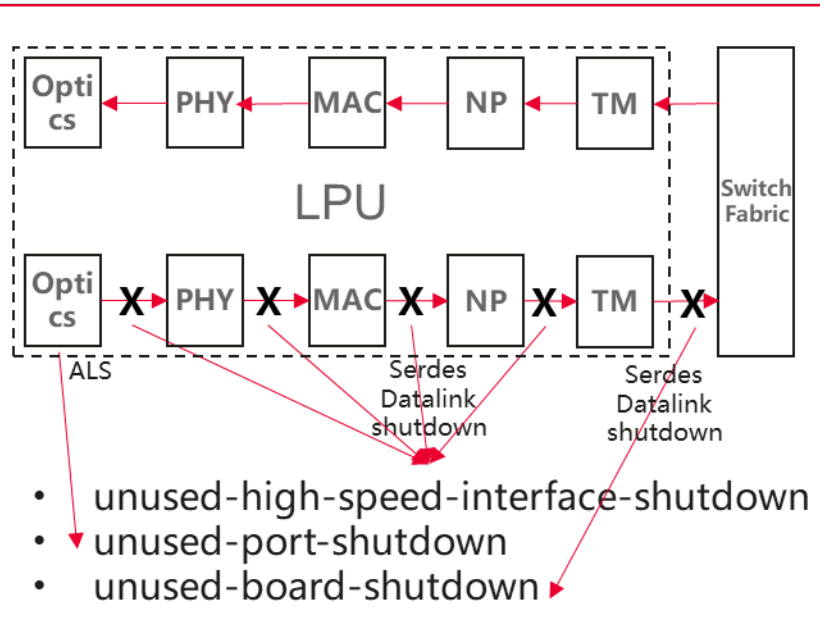 Opti
cs
PHY
MAC
NP
TM
Switch
Fabric
LPU
Opti
cs
X
PHY
X
MAC
X
NP
X
TM
X
ALS
Serdes
Datalink
shutdown
Serdes
Datalink
shutdown
• unused-high-speed-interface-shutdown
• unused-port-shutdown
• unused-board-shutdown